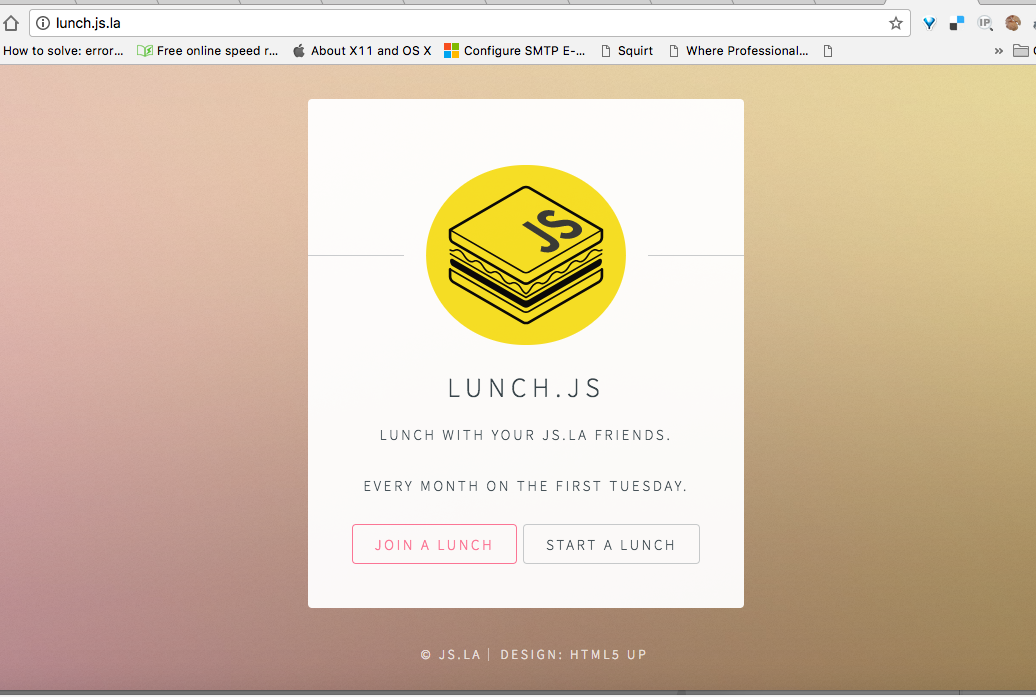 lunch.js.la
IP
How to solve: error... Free online speed r... About X11 and OS X Configure SMTP E-... Squirt Where Professional... »
JS
LUNCH.JS
LUNCH WITH YOUR JS.LA FRIENDS.
EVERY MONTH ON THE FIRST TUESDAY.
JOIN A LUNCH START A LUNCH
© JS.LA | DESIGN: HTML5 UP